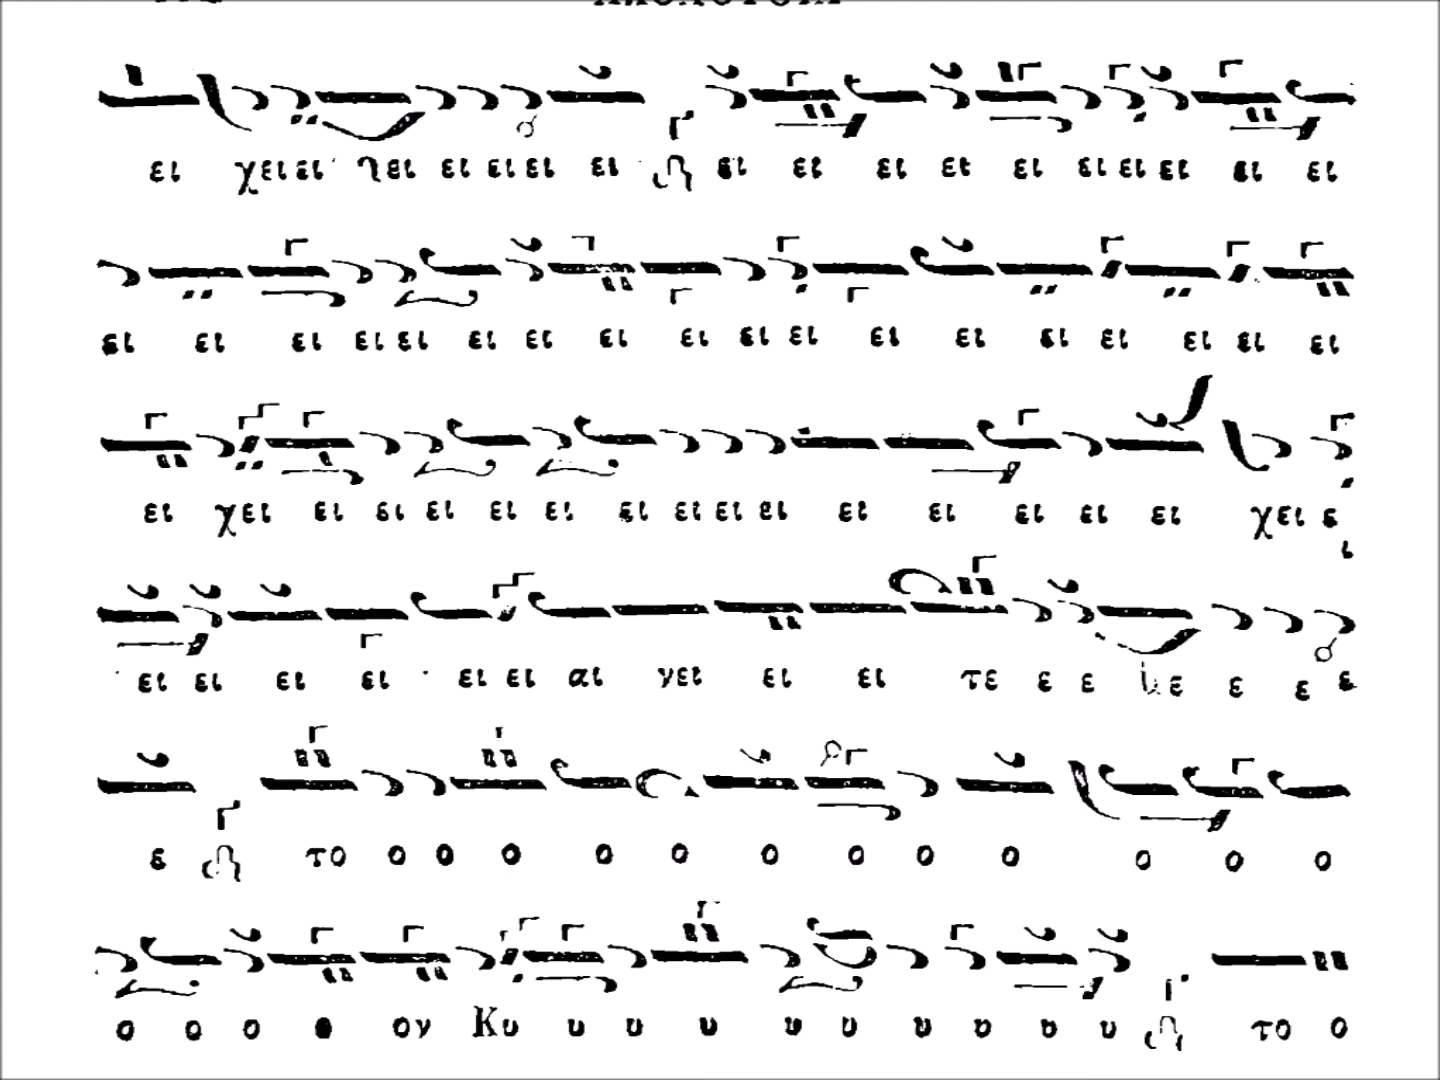 ει χει ει χει ει ει ει ει ει ει ει ει ει ει ει ει ει ει
ει ει ει ει ει ει ει ει ει ει ει ει ει ει ει ει ει ει
ει χει ει ει ει ει ει ει ει ει ει ει ει ει ει ει χει ει
ει ει ει ει ει ει αι νει ει ει τε ε ε ε ε ε ε
ε το ο ο ο ο ο ο ο ο ο ο ο ο
ο ο ο ο ον Κυ υ υ υ υ υ υ υ υ υ το ο